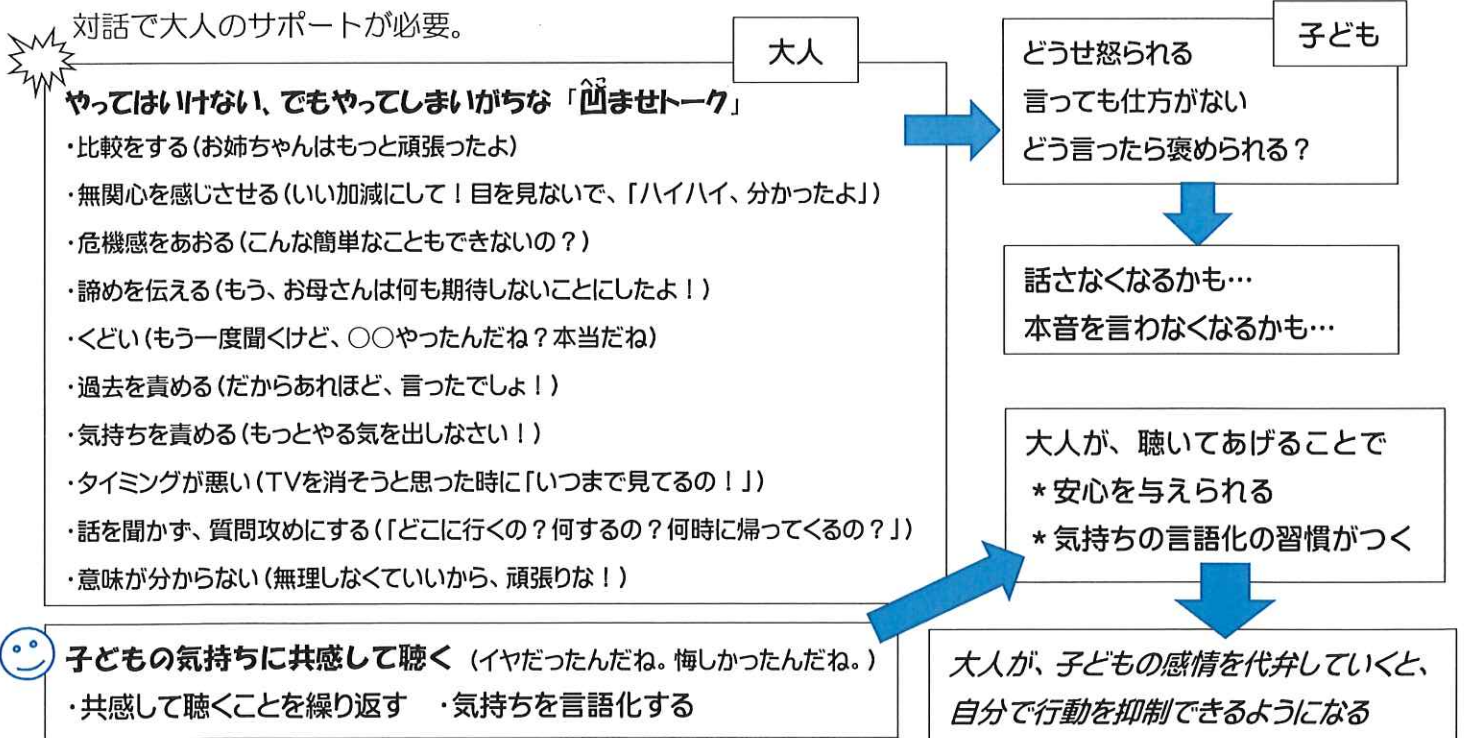 対話で大人のサポートが必要。
大人
やってはいけない、でもやってしまいがちな「凹ませトーク」
へこ
・比較をする(お姉ちゃんはもっと頑張ったよ)
・無関心を感じさせる(いい加減にして！目を見ないで、「ハイハイ、分かったよ」)
・危機感をあおる(こんな簡単なこともできないの？)
・諦めを伝える(もう、お母さんは何も期待しないことにしたよ！)
・くどい(もう一度聞くけど、○○やったんだね？本当だね)
・過去を責める(だからあれほど、言ったでしょ！)
・気持ちを責める(もっとやる気を出しなさい！)
・タイミングが悪い(TVを消そうと思った時に「いつまで見てるの！」)
・話を聞かず、質問攻めにする(「どこに行くの？何するの？何時に帰ってくるの？」)
・意味が分からない(無理しなくていいから、頑張りな！)
子どもの気持ちに共感して聴く (イヤだったんだね。悔しかったんだね。)
・共感して聴くことを繰り返す ・気持ちを言語化する
子ども
どうせ怒られる
言っても仕方がない
どう言ったら褒められる？
話さなくなるかも…
本音を言わなくなるかも…
大人が、聴いてあげることで
*安心を与えられる
*気持ちの言語化の習慣がつく
大人が、子どもの感情を代弁していくと、
自分で行動を抑制できるようになる